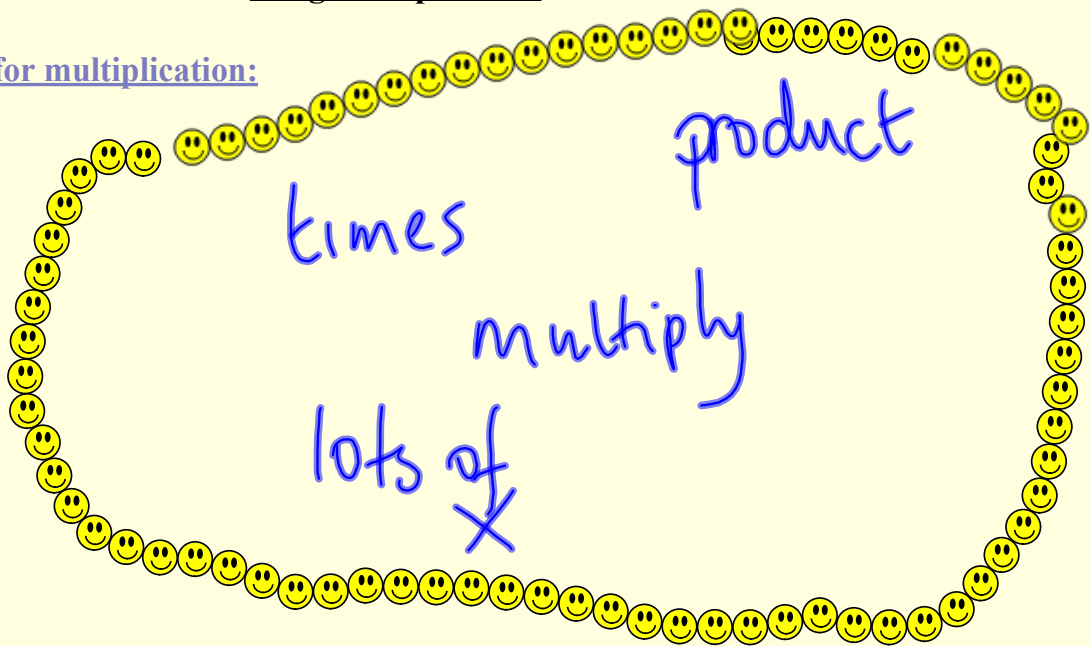 for multiplication:
product
times
multiply
lots of
×